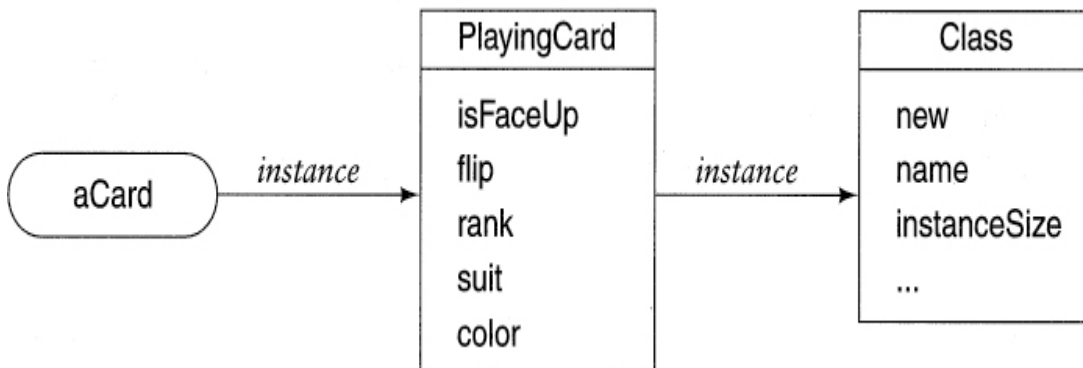 PlayingCard
isFaceUp
flip
rank
suit
color
Class
new
name
instanceSize
...
aCard
instance
instance